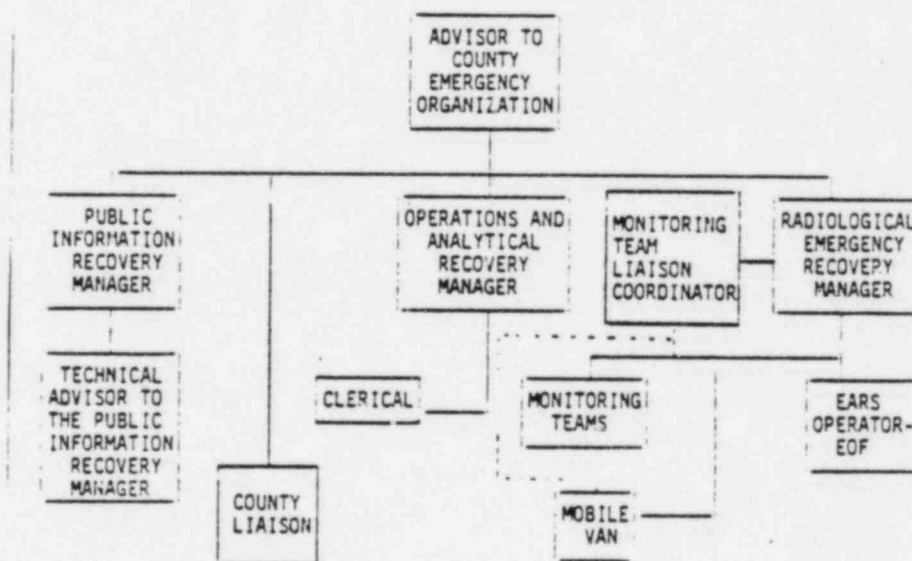 ADVISOR TO
COUNTY
EMERGENCY
ORGANIZATION
PUBLIC
INFORMATION
RECOVERY
MANAGER
OPERATIONS AND
ANALYTICAL
RECOVERY
MANAGER
MONITORING
TEAM
LIAISON
COORDINATOR
RADIOLOGICAL
EMERGENCY
RECOVERY
MANAGER
TECHNICAL
ADVISOR TO
THE PUBLIC
INFORMATION
RECOVERY
MANAGER
CLERICAL
MONITORING
TEAMS
EARS
OPERATOR-
EOF
COUNTY
LIAISON
MOBILE
VAN